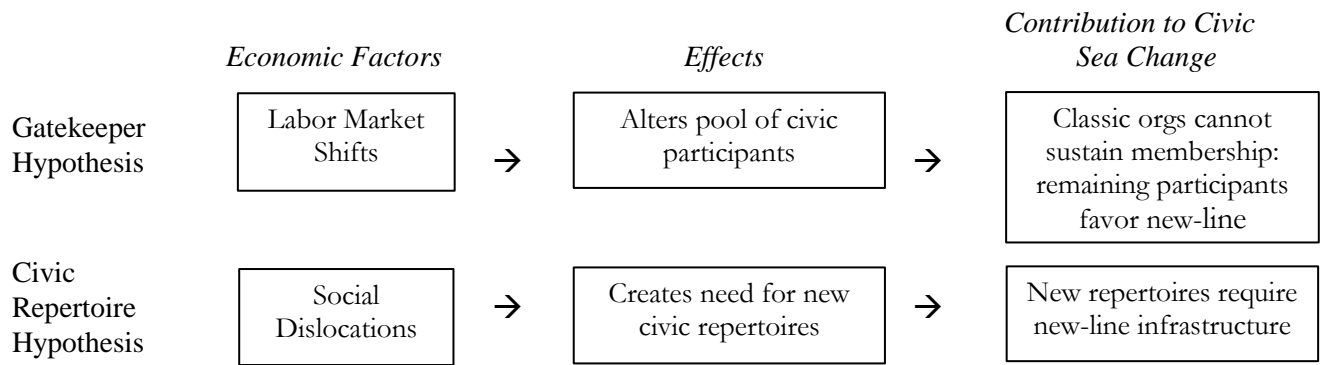 Contribution to Civic
Economic Factors Effects Sea Change
Gatekeeper
Hypothesis
Labor Market
Shifts
→
Alters pool of civic
participants
→
Classic orgs cannot
sustain membership:
remaining participants
favor new-line
Civic
Repertoire
Hypothesis
Social
Dislocations
→
Creates need for new
civic repertoires
→
New repertoires require
new-line infrastructure